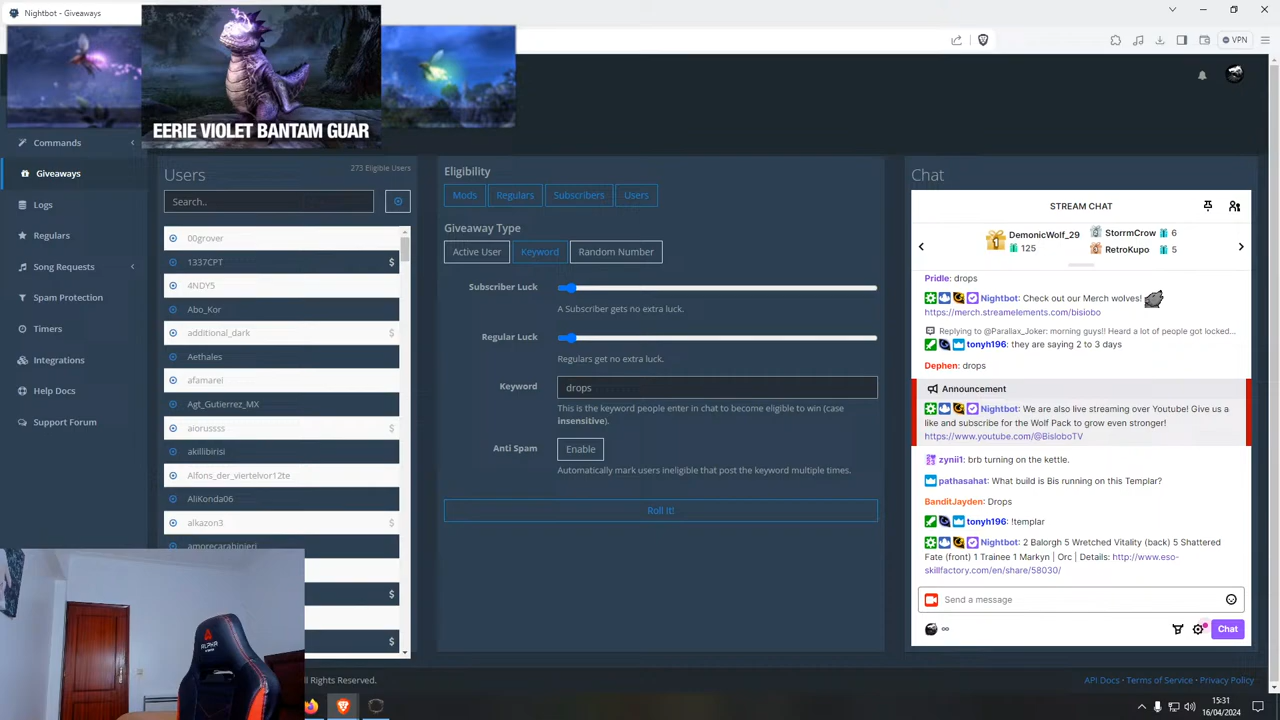 Nightbot - Giveaways
VPN
EERIE VIOLET BANTAM GUAR
Commands
Giveaways
Logs
Regulars
Song Requests
Spam Protection
Timers
Integrations
Help Docs
Support Forum
Users
273 Eligible Users
Search..
00grover
1337CPT $
4NDY5
Abo_Kor
additional_dark $
Aethales
afamarei
Agt_Gutierrez_MX
aiorussss $
akillibirisi
Alfons_der_viertelvor12te
AliKonda06
alkazon3 $
amorecarabinieri
$
$
Eligibility
Mods Regulars Subscribers Users
Giveaway Type
Active User Keyword Random Number
Subscriber Luck
A Subscriber gets no extra luck.
Regular Luck
Regulars get no extra luck.
Keyword drops
This is the keyword people enter in chat to become eligible to win (case
insensitive).
Anti Spam Enable
Automatically mark users ineligible that post the keyword multiple times.
Roll It!
Chat
STREAM CHAT
DemonicWolf_29
125
StorrmCrow 6
RetroKupo 5
Pridle: drops
Nightbot: Check out our Merch wolves!
https://merch.streamelements.com/bisiobo
Replying to @Parallax_Joker: morning guys!! Heard a lot of people got locked...
tonyh196: they are saying 2 to 3 days
Dephen: drops
Announcement
Nightbot: We are also live streaming over Youtube! Give us a
like and subscribe for the Wolf Pack to grow even stronger!
https://www.youtube.com/@BisloboTV
zynii1: brb turning on the kettle.
pathasahat: What build is Bis running on this Templar?
BanditJayden: Drops
tonyh196: !templar
Nightbot: 2 Balorgh 5 Wretched Vitality (back) 5 Shattered
Fate (front) 1 Trainee 1 Markyn | Orc | Details: http://www.eso-
skillfactory.com/en/share/58030/
Send a message
∞
Chat
ll Rights Reserved.
API Docs · Terms of Service · Privacy Policy
ALPHA
15:31
16/04/2024